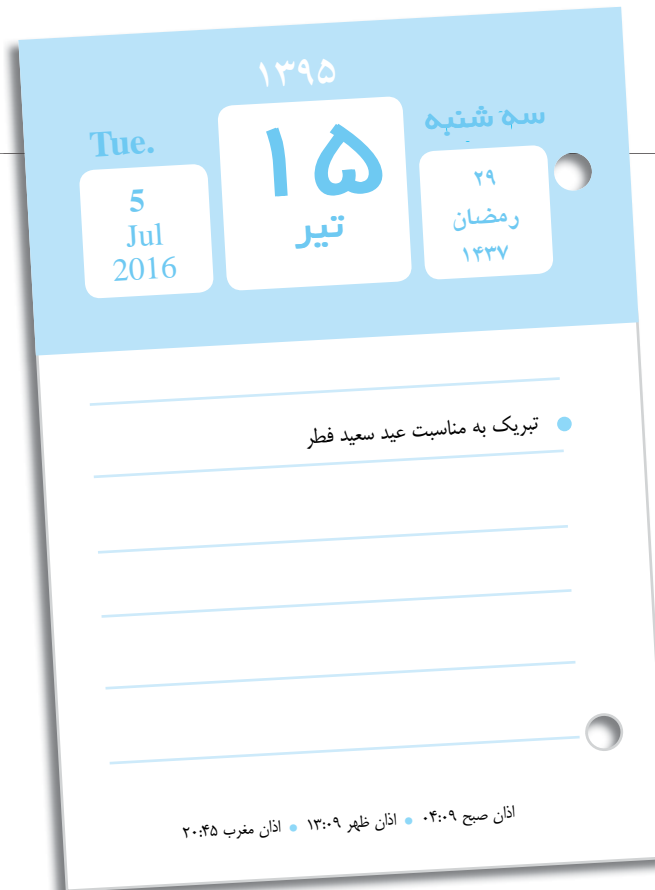 ۱۳۹۵
سه شنبه
۱۵
تیر
Tue.
۲۹
رمضان
۱۴۳۷
5
Jul
2016
تبریک به مناسبت عید سعید فطر
اذان صبح ۰۴:۰۹ • اذان ظهر ۱۳:۰۹ • اذان مغرب ۲۰:۴۵